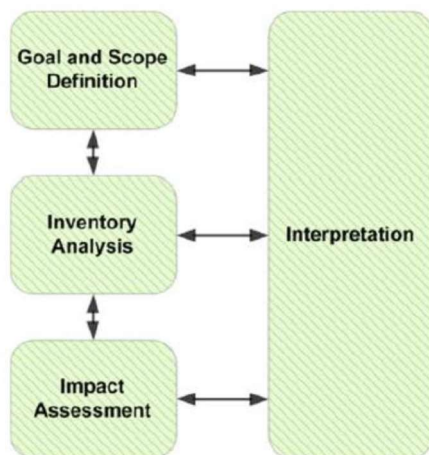 Goal and Scope
Definition
Inventory
Analysis
Interpretation
Impact
Assessment